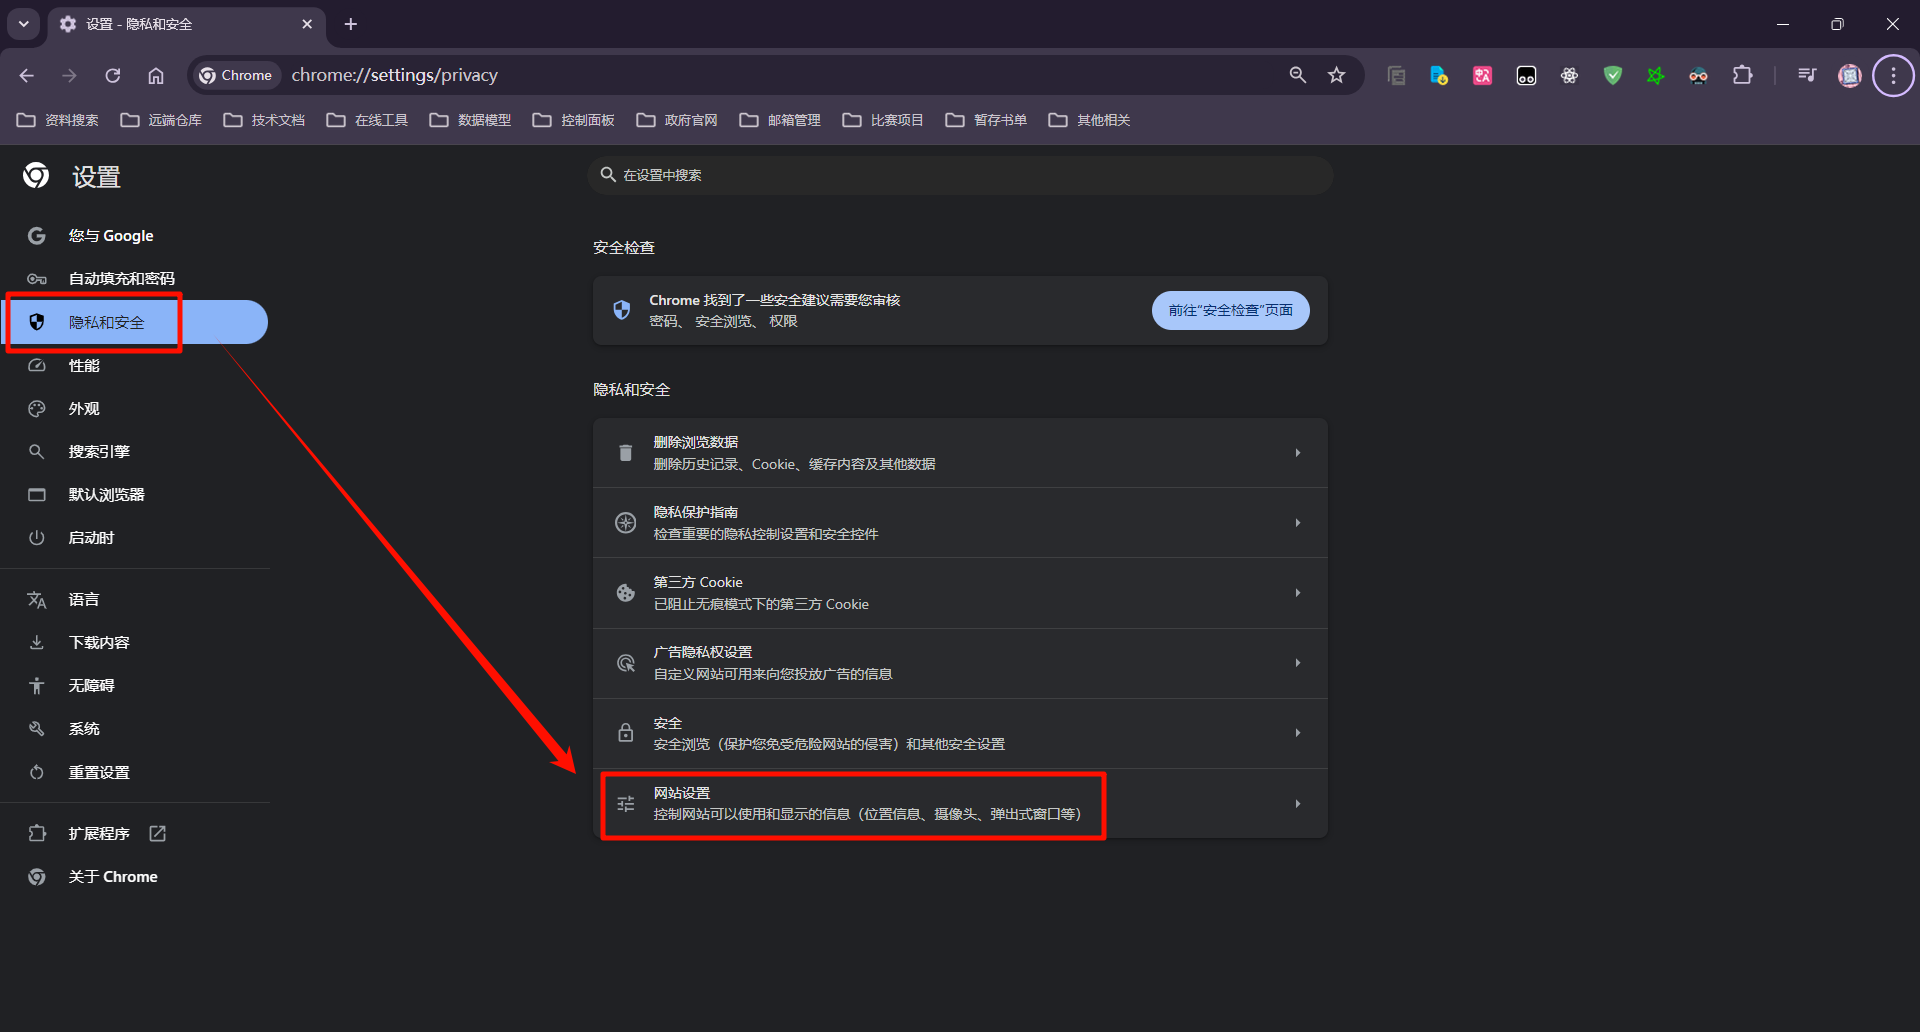 设置 - 隐私和安全
Chrome
chrome://settings/privacy
资料搜索
远端仓库
技术文档
在线工具
数据模型
控制面板
政府官网
邮箱管理
比赛项目
暂存书单
其他相关
设置
在设置中搜索
您与 Google
自动填充和密码
隐私和安全
性能
外观
搜索引擎
默认浏览器
启动时
语言
下载内容
无障碍
系统
重置设置
扩展程序
关于 Chrome
安全检查
Chrome 找到了一些安全建议需要您审核
密码、 安全浏览、 权限
前往“安全检查”页面
隐私和安全
删除浏览数据
删除历史记录、Cookie、缓存内容及其他数据
隐私保护指南
检查重要的隐私控制设置和安全控件
第三方 Cookie
已阻止无痕模式下的第三方 Cookie
广告隐私权设置
自定义网站可用来向您投放广告的信息
安全
安全浏览（保护您免受危险网站的侵害）和其他安全设置
网站设置
控制网站可以使用和显示的信息（位置信息、摄像头、弹出式窗口等）